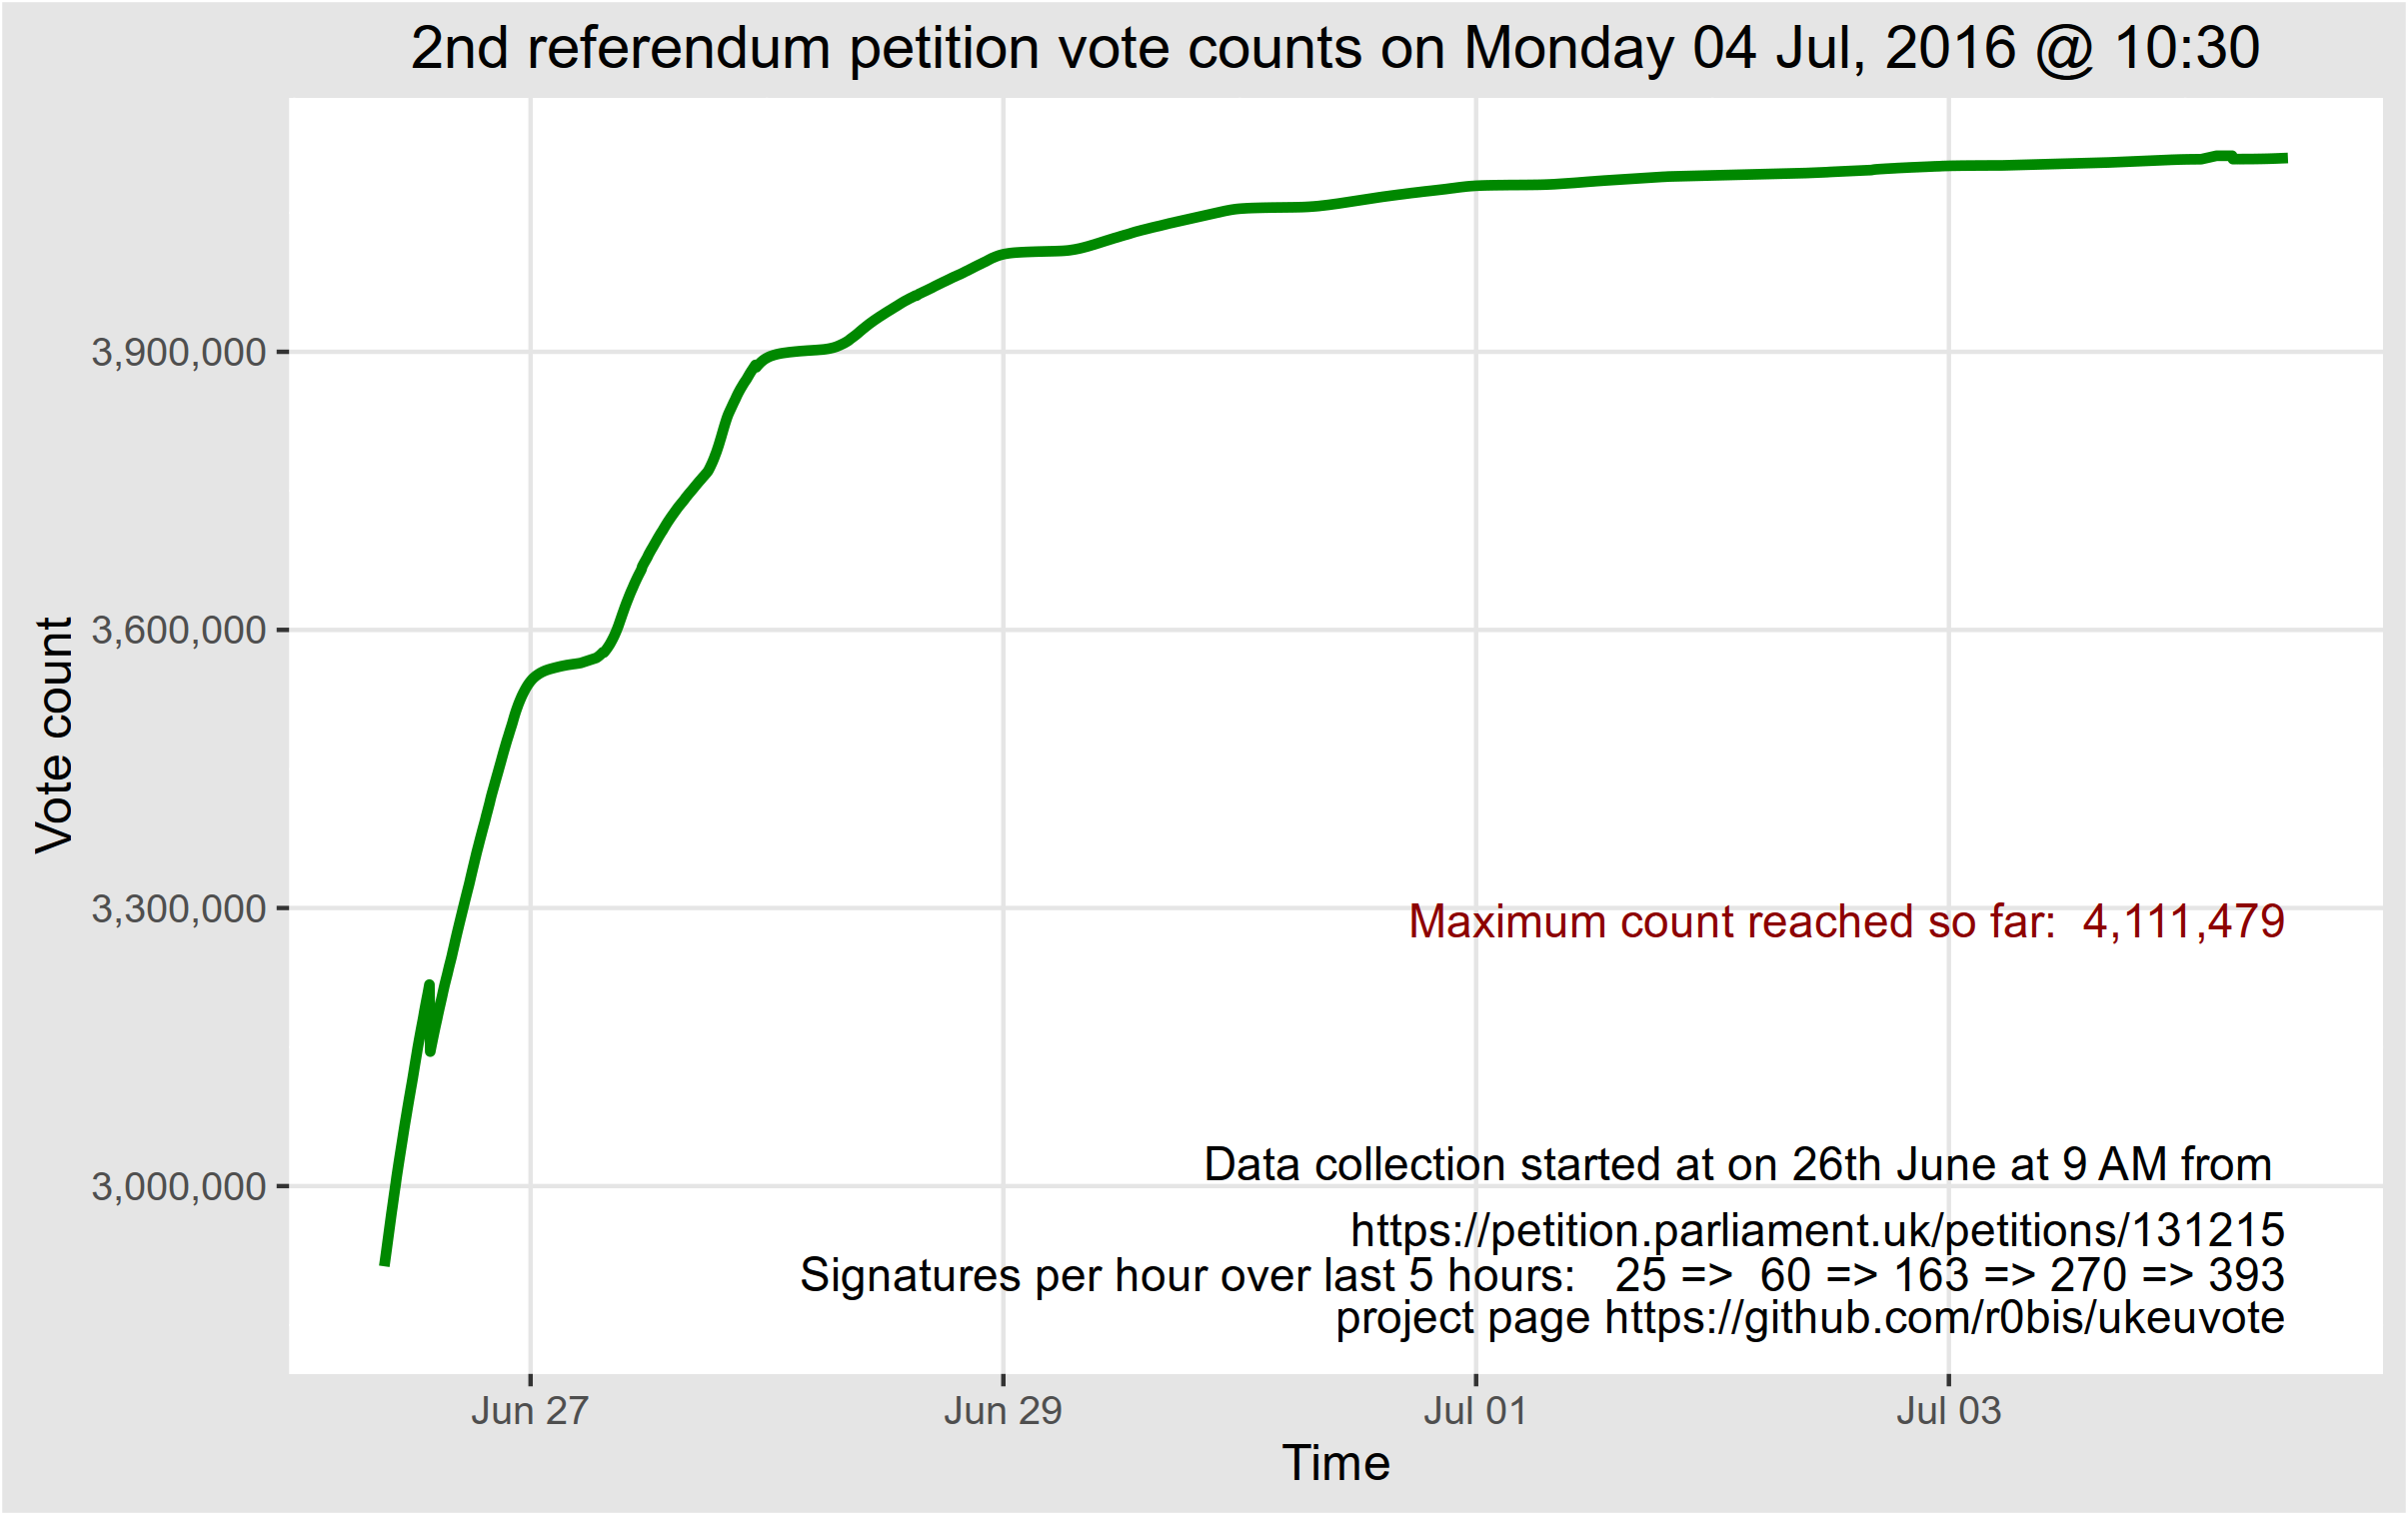 2nd referendum petition vote counts on Monday 04 Jul, 2016 @ 10:30
Vote count
3,900,000
3,600,000
3,300,000
3,000,000
Maximum count reached so far:  4,111,479
Data collection started at on 26th June at 9 AM from
https://petition.parliament.uk/petitions/131215
Signatures per hour over last 5 hours:   25 =>  60 => 163 => 270 => 393
project page https://github.com/r0bis/ukeuvote
Jun 27
Jun 29
Jul 01
Jul 03
Time